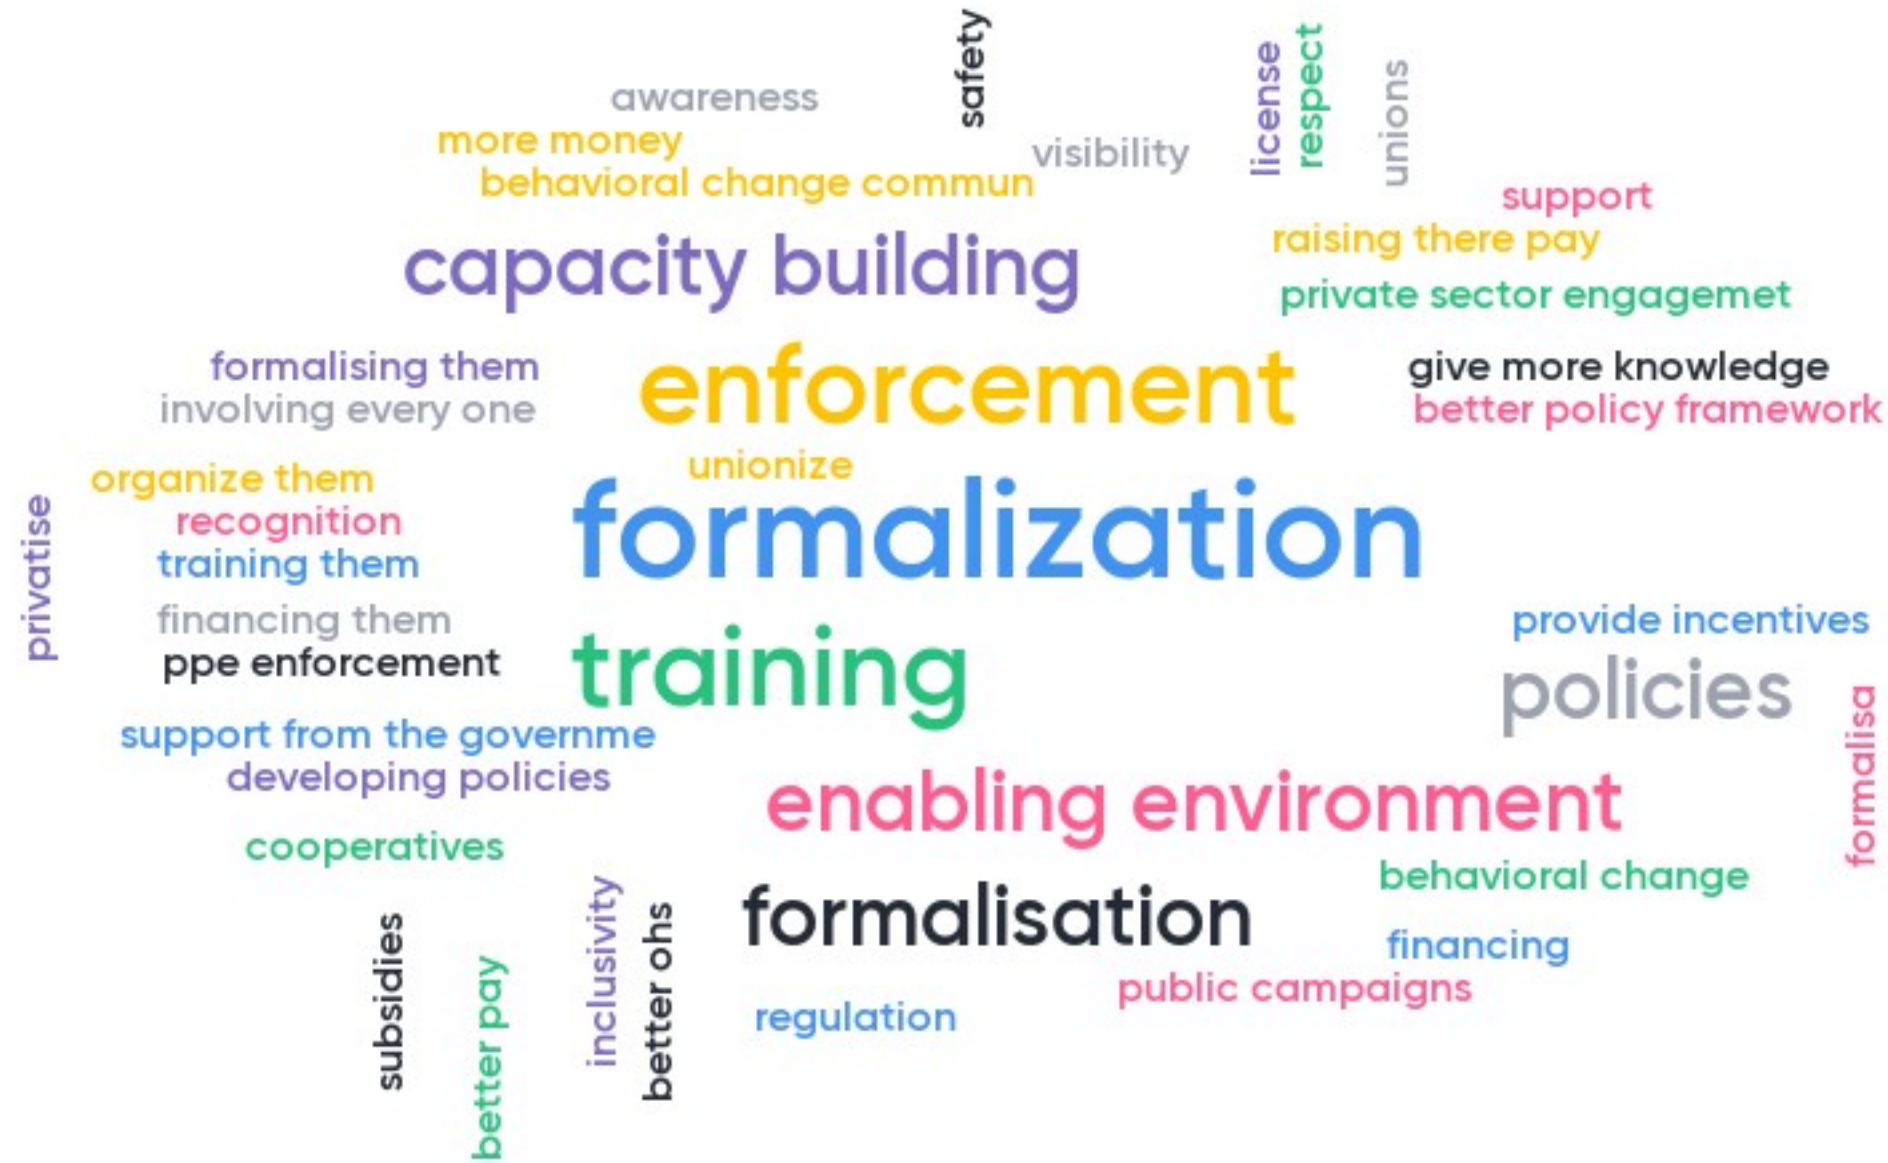 safety
license
respect
unions
awareness
more money
visibility
behavioral change commun
support
raising there pay
capacity building
private sector engagemet
formalising them
enforcement
give more knowledge
involving every one
better policy framework
unionize
organize them
privatise
recognition
formalization
training them
financing them
provide incentives
ppe enforcement
training
policies
support from the governme
formalisa
developing policies
enabling environment
cooperatives
behavioral change
subsidies
better pay
inclusivity
better ohs
formalisation
financing
public campaigns
regulation